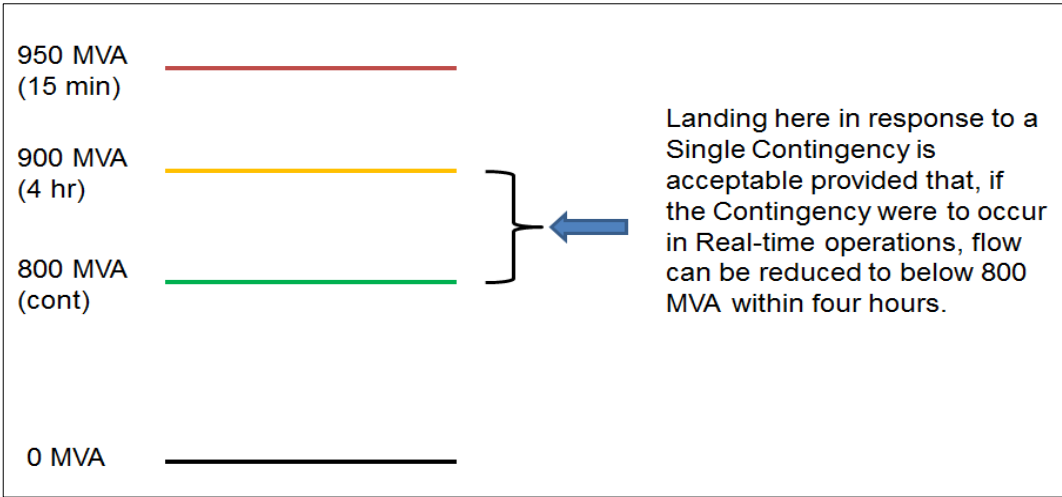 950 MVA
(15 min)
900 MVA
(4 hr)
800 MVA
(cont)
0 MVA
Landing here in response to a
Single Contingency is
acceptable provided that, if
the Contingency were to occur
in Real-time operations, flow
can be reduced to below 800
MVA within four hours.